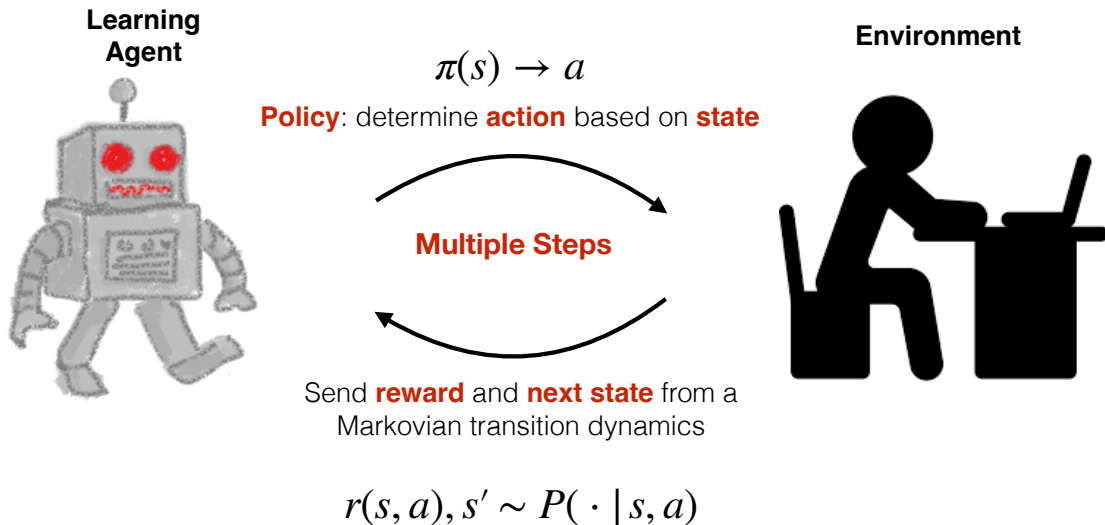 Learning
Agent
Environment
π(s) → a
Policy: determine action based on state
Multiple Steps
Send reward and next state from a
Markovian transition dynamics
r(s, a), s′ ∼ P( · | s, a)